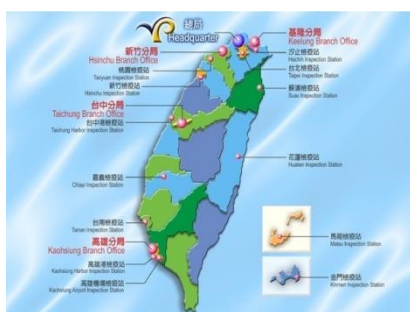 總局
Headquarter
新竹分局
Hsinchu Branch Office
桃園檢疫站
Taoyuan Inspection Station
新竹檢疫站
Hsinchu Inspection Station
台中分局
Taichung Branch Office
台中港檢疫站
Taichung Harbor Inspection Station
嘉義檢疫站
Chiayi Inspection Station
台南檢疫站
Tainan Inspection Station
高雄分局
Kaohsiung Branch Office
高雄港檢疫站
Kaohsiung Harbor Inspection Station
高雄機場檢疫站
Kaohsiung Airport Inspection Station
基隆分局
Keelung Branch Office
汐止檢疫站
Hsichih Inspection Station
台北檢疫站
Taipei Inspection Station
蘇澳檢疫站
Suau Inspection Station
花蓮檢疫站
Hualien Inspection Station
馬祖檢疫站
Matsu Inspection Station
金門檢疫站
Kinmen Inspection Station